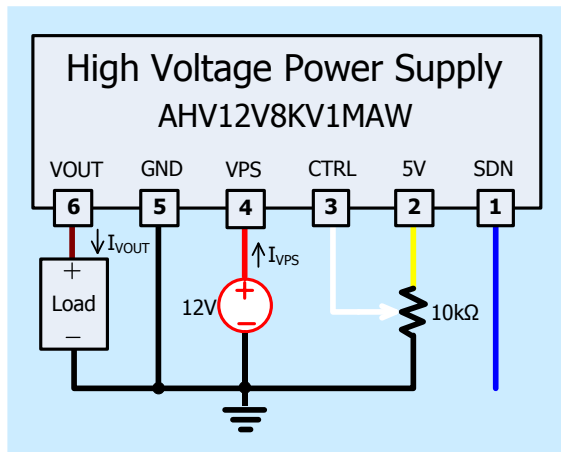 High Voltage Power Supply
AHV12V8KV1MAW
VOUT GND VPS CTRL 5V SDN
6 5 4 3 2 1
IVOUT IVPS
+ Load −
12V + −
10kΩ